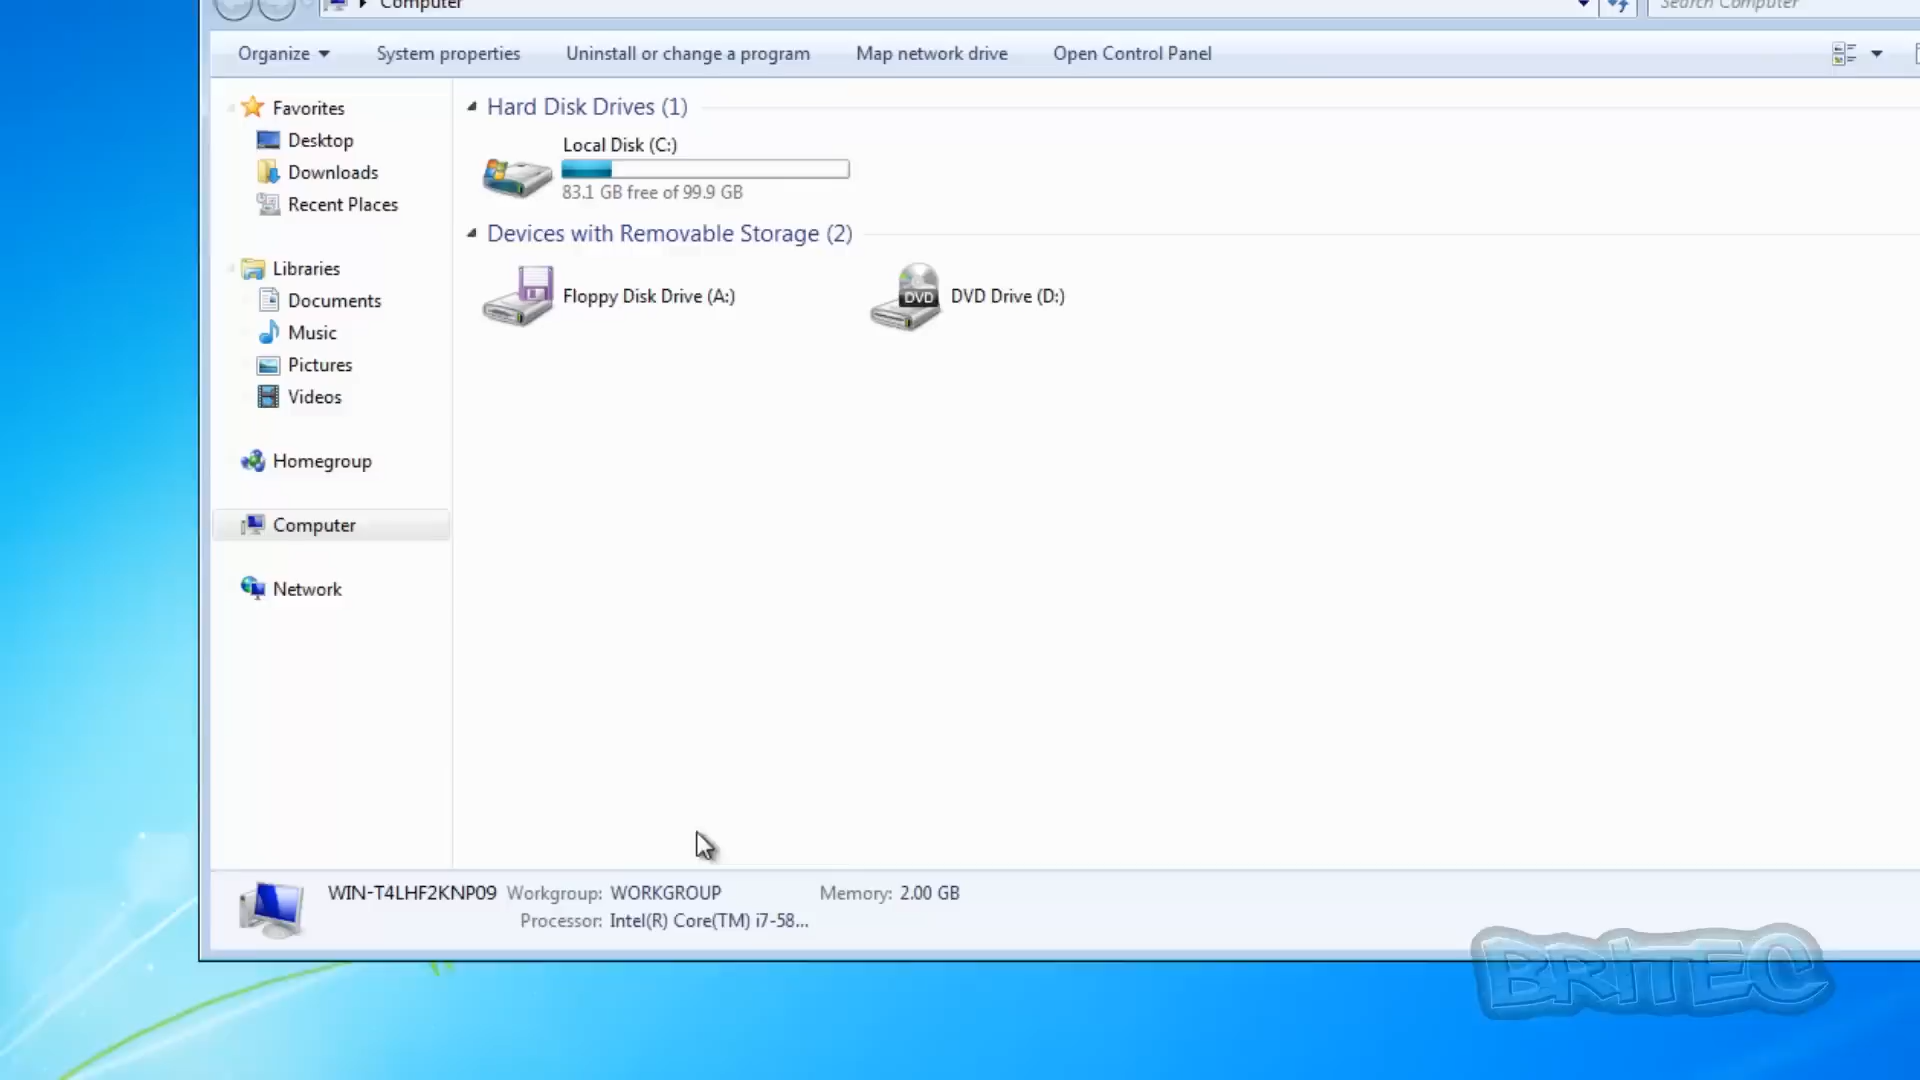 Computer
Search Computer
Organize
System properties
Uninstall or change a program
Map network drive
Open Control Panel
Favorites
Desktop
Downloads
Recent Places
Libraries
Documents
Music
Pictures
Videos
Homegroup
Computer
Network
Hard Disk Drives (1)
Local Disk (C:)
83.1 GB free of 99.9 GB
Devices with Removable Storage (2)
Floppy Disk Drive (A:)
DVD
DVD Drive (D:)
WIN-T4LHF2KNP09 Workgroup: WORKGROUP Memory: 2.00 GB
Processor: Intel(R) Core(TM) i7-58...
BRITEC